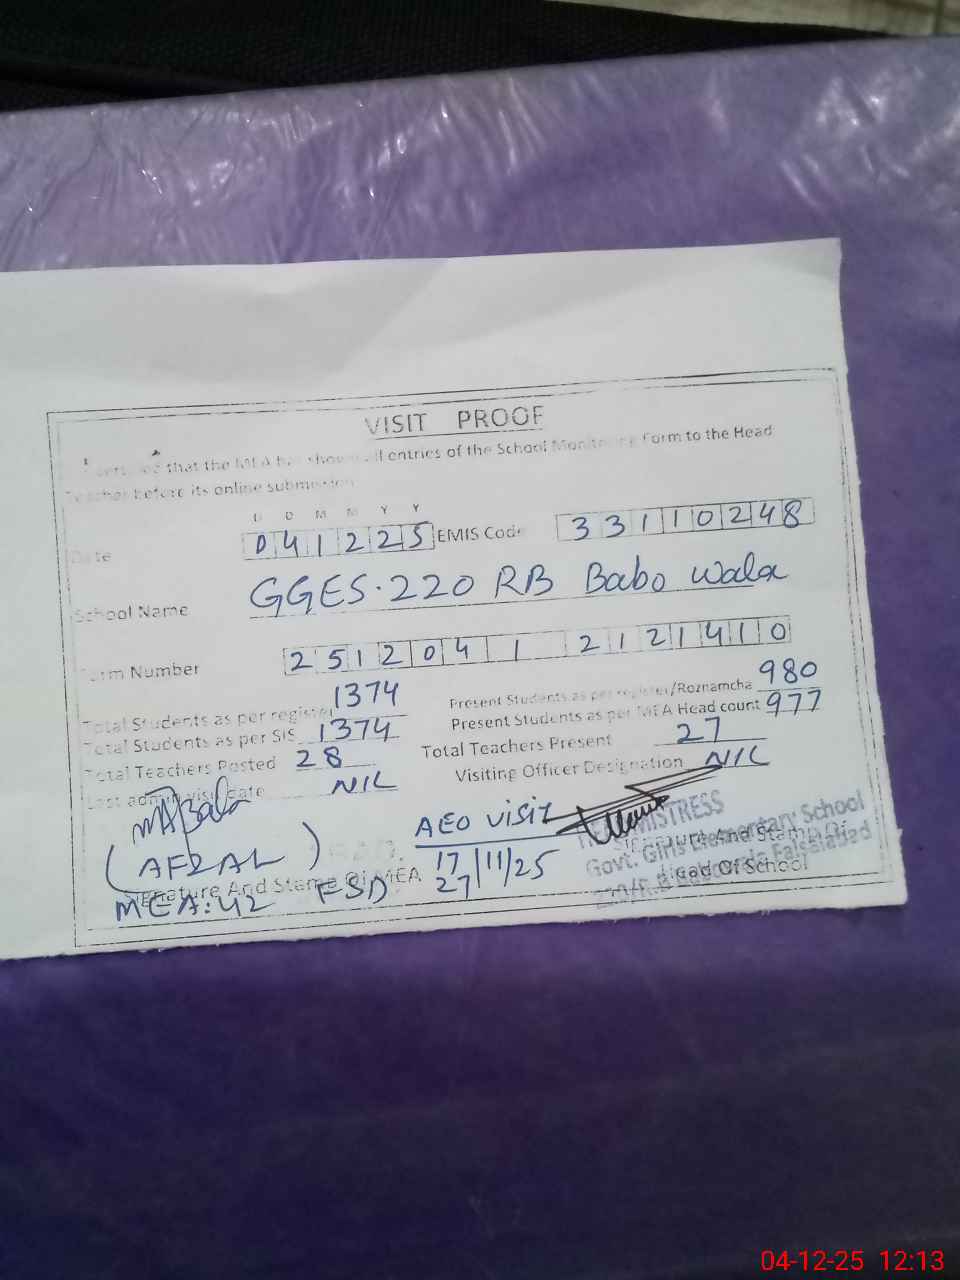 VISIT PROOF
that the MEA has shown all entries of the School Monitoring Form to the Head
Teacher before its online submission
D D M M Y Y
Date 041225 EMIS Code 33110248
School Name GGES. 220 RB Babo wala
Form Number 251204 1 2121410
Total Students as per register 1374 Present Students as per register/Roznamcha 980
Total Students as per SIS 1374 Present Students as per MEA Head count 977
Total Teachers Posted 28 Total Teachers Present 27
Last admin visit date NIL Visiting Officer Designation NIL
AEO visit
(AFZAL)
17
27/11/25
HEADMISTRESS
Govt. Girls Elementary School
220/R.B Faisalabad
Signature And Stamp Of MEA
Signature And Stamp Of
Head Of School
MEA: 42 FSD
04-12-25 12:13